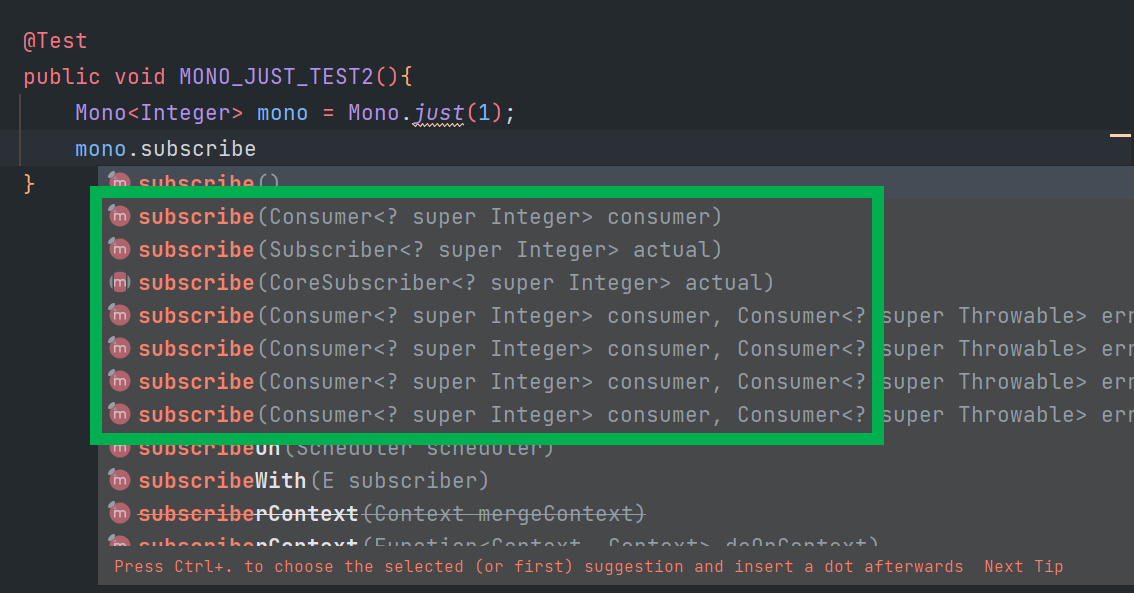 @Test
public void MONO_JUST_TEST2(){
Mono<Integer> mono = Mono.just(1);
mono.subscribe
}
subscribe()
subscribe(Consumer<? super Integer> consumer)
subscribe(Subscriber<? super Integer> actual)
subscribe(CoreSubscriber<? super Integer> actual)
subscribe(Consumer<? super Integer> consumer, Consumer<? super Throwable> err
subscribe(Consumer<? super Integer> consumer, Consumer<? super Throwable> err
subscribe(Consumer<? super Integer> consumer, Consumer<? super Throwable> err
subscribe(Consumer<? super Integer> consumer, Consumer<? super Throwable> err
subscribeOn(Scheduler scheduler)
subscribeWith(E subscriber)
subscriberContext(Context mergeContext)
subscriberContext(Function<Context, Context> doOnContext)
Press Ctrl+. to choose the selected (or first) suggestion and insert a dot afterwards Next Tip